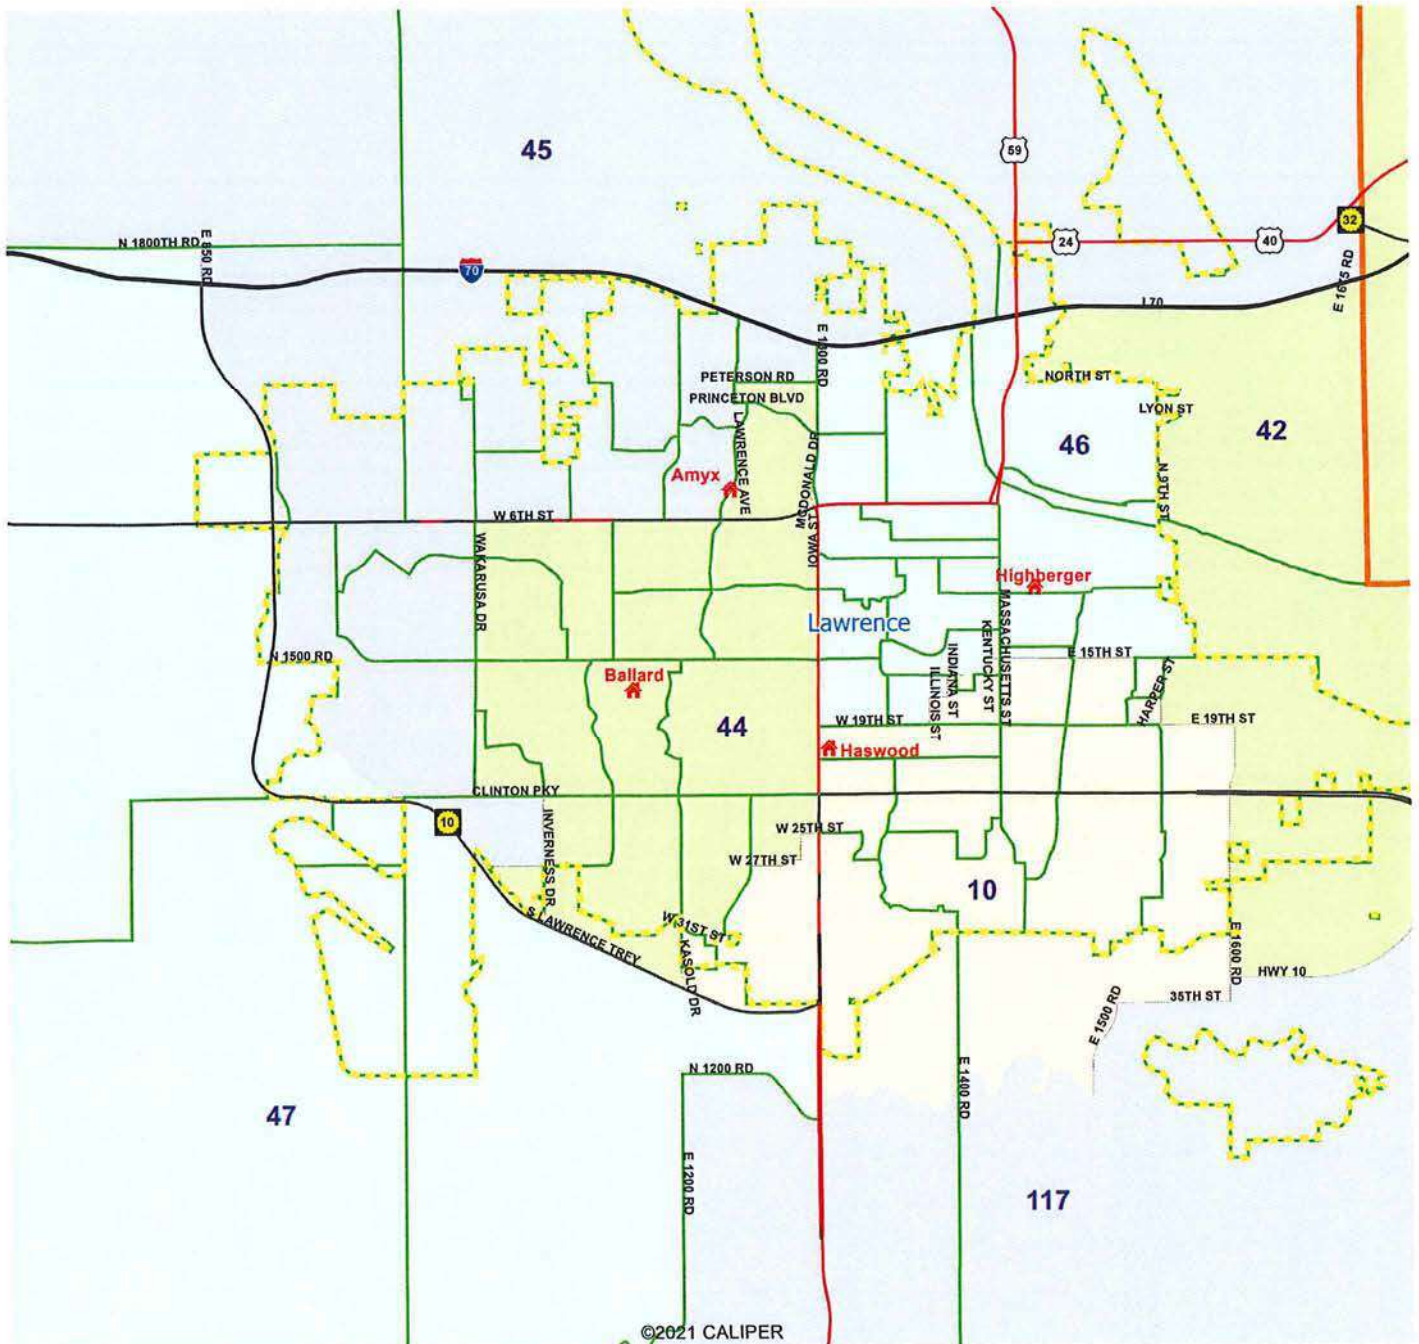 45
59
32
24
40
N 1800TH RD
E 850 RD
70
E 1675 RD
I 70
E 1000 RD
PETERSON RD
NORTH ST
PRINCETON BLVD
LYON ST
LAWRENCE AVE
MCDONALD DR
46
42
Amyx
N 9TH ST
W 6TH ST
IOWA ST
WAKARUSA DR
Highberger
Lawrence
MASSACHUSETTS ST
KENTUCKY ST
INDIANA ST
ILLINOIS ST
N 1500 RD
E 15TH ST
Ballard
HARPER ST
44
W 19TH ST
E 19TH ST
Haswood
CLINTON PKY
10
INVERNESS DR
W 25TH ST
W 27TH ST
10
S LAWRENCE TRFY
W 31ST ST
KASOLD DR
E 1600 RD
HWY 10
35TH ST
E 1500 RD
N 1200 RD
E 1400 RD
47
E 1200 RD
117
©2021 CALIPER